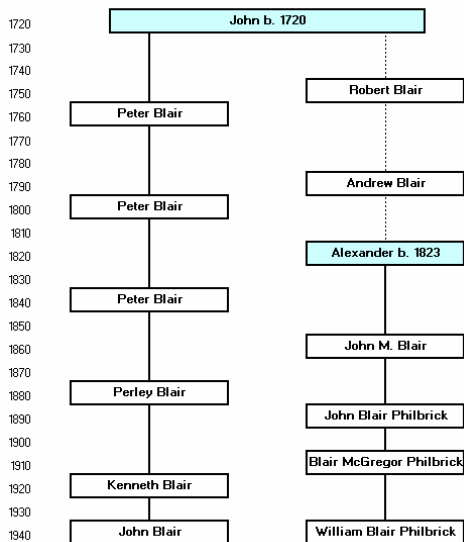 1720
John b. 1720
1730
1740
1750
Robert Blair
1760
Peter Blair
1770
1780
1790
Andrew Blair
1800
Peter Blair
1810
1820
Alexander b. 1823
1830
1840
Peter Blair
1850
1860
John M. Blair
1870
1880
Perley Blair
1890
John Blair Philbrick
1900
1910
Blair McGregor Philbrick
1920
Kenneth Blair
1930
1940
John Blair
William Blair Philbrick